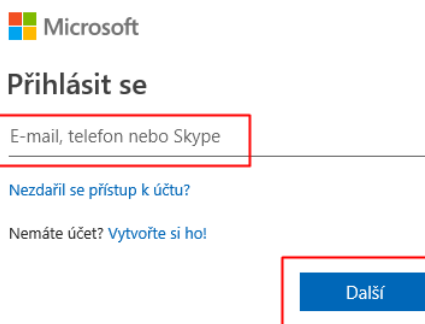 Microsoft
Přihlásit se
E-mail, telefon nebo Skype
Nezdařil se přístup k účtu?
Nemáte účet? Vytvořte si ho!
Další